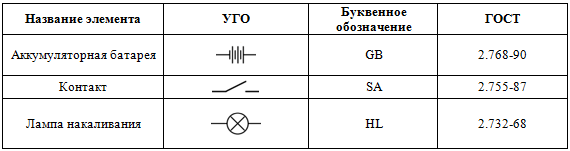 Название элемента УГО Буквенное обозначение ГОСТ
Аккумуляторная батарея GB 2.768-90
Контакт SA 2.755-87
Лампа накаливания HL 2.732-68